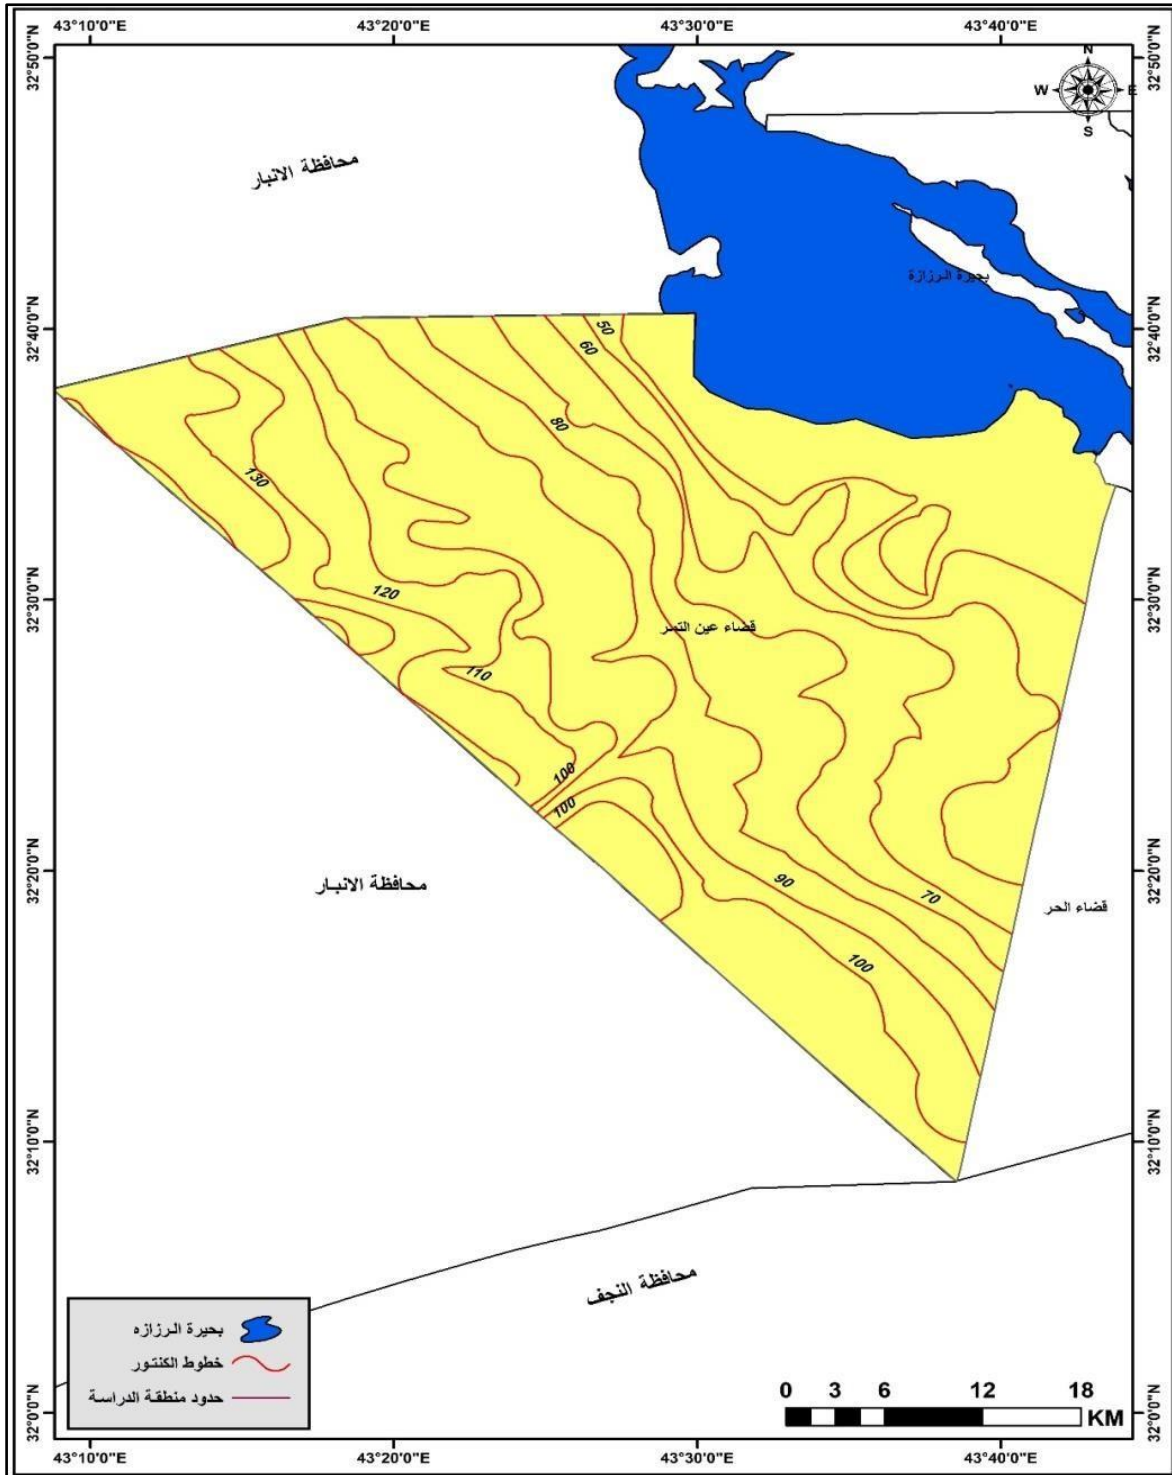 43°10'0"E 43°20'0"E 43°30'0"E 43°40'0"E
32°50'0"N 32°50'0"N
N
W E
S
محافظة الانبار
بحيرة الرزازة
32°40'0"N 32°40'0"N
50
60
80
130
32°30'0"N 32°30'0"N
120
قضاء عين التمر
110
100
100
32°20'0"N 32°20'0"N
محافظة الانبار
90
70
قضاء الحر
100
32°10'0"N 32°10'0"N
محافظة النجف
بحيرة الرزازه
خطوط الكنتور
حدود منطقة الدراسة
0 3 6 12 18
KM
32°0'0"N 32°0'0"N
43°10'0"E 43°20'0"E 43°30'0"E 43°40'0"E